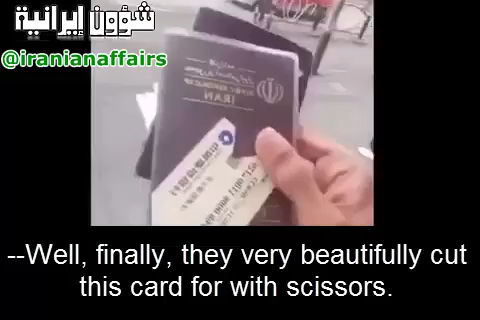 شؤون إيرانية
@iranianaffairs
IRAN
--Well, finally, they very beautifully cut
this card for with scissors.